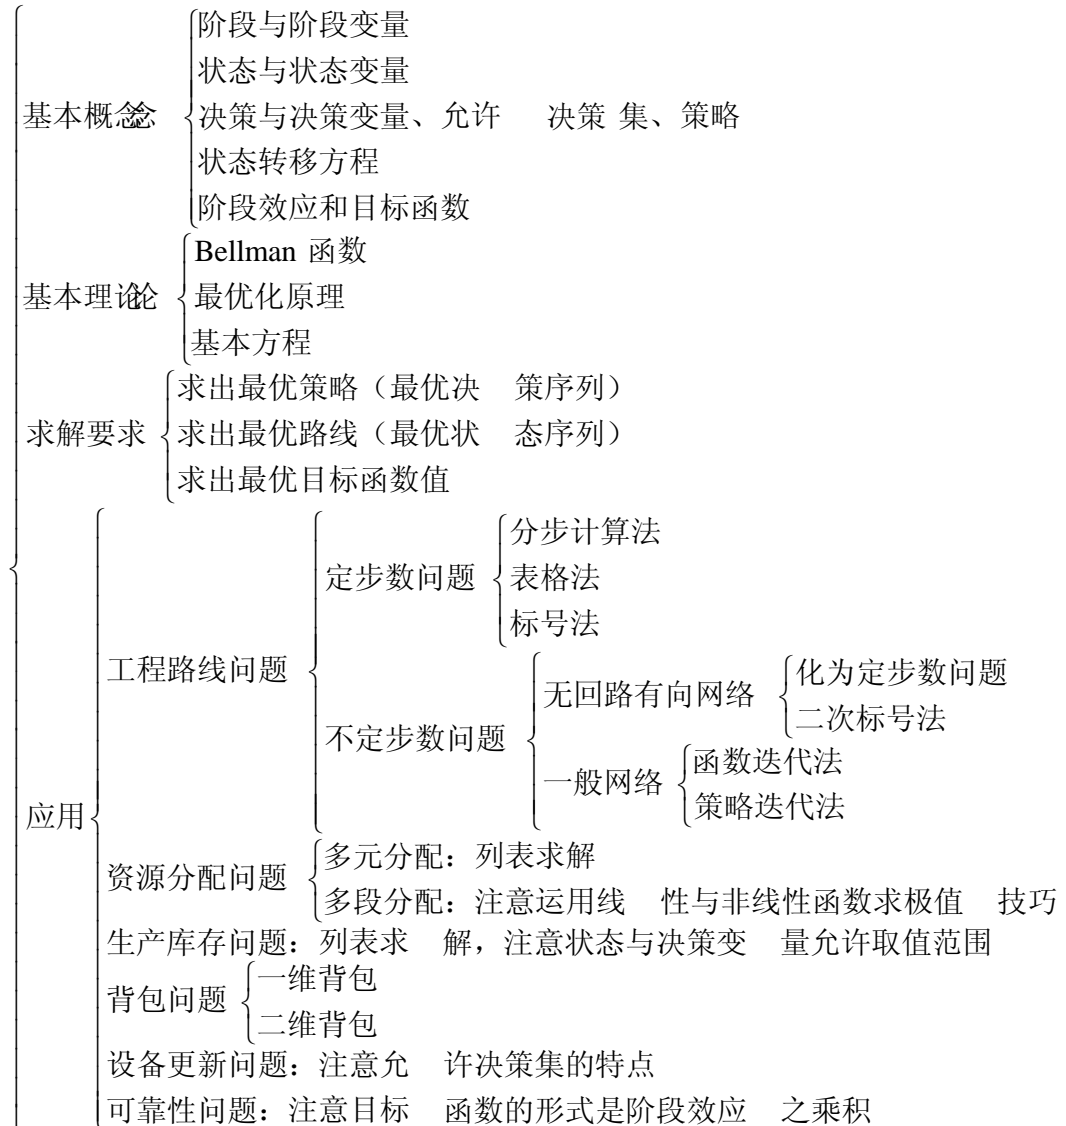 阶段与阶段变量
状态与状态变量
基本概念 决策与决策变量、允许 决策 集、策略
状态转移方程
阶段效应和目标函数
Bellman 函数
基本理论 最优化原理
基本方程
求出最优策略（最优决 策序列）
求解要求 求出最优路线（最优状 态序列）
求出最优目标函数值
分步计算法
定步数问题 表格法
标号法
工程路线问题
化为定步数问题
无回路有向网络
二次标号法
不定步数问题
函数迭代法
一般网络
策略迭代法
应用
多元分配：列表求解
资源分配问题
多段分配：注意运用线 性与非线性函数求极值 技巧
生产库存问题：列表求 解，注意状态与决策变 量允许取值范围
一维背包
背包问题
二维背包
设备更新问题：注意允 许决策集的特点
可靠性问题：注意目标 函数的形式是阶段效应 之乘积